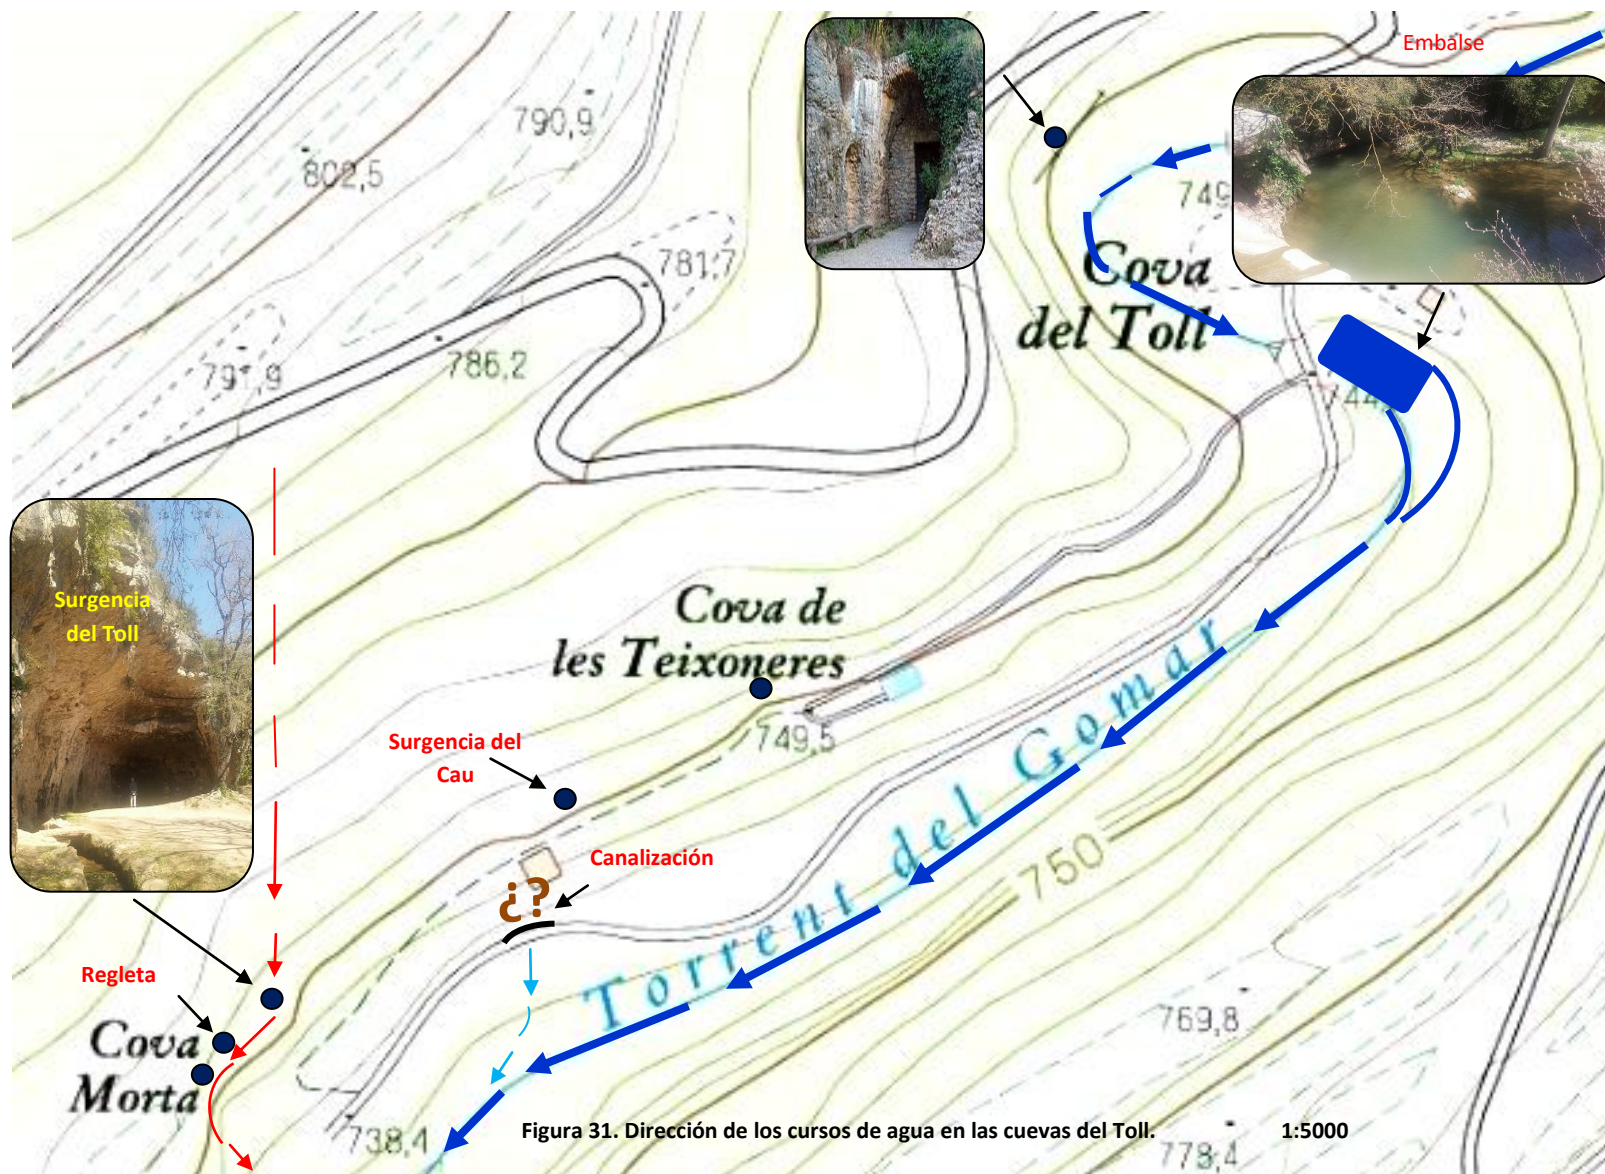 Embalse
790,9
802,5
749
781,7
Cova
del Toll
786,2
791,9
744
Surgencia
del Toll
Cova de
les Teixoneres
749,5
Surgencia del
Cau
Torrent del Gomar
Canalización
¿?
750
Regleta
769,8
Cova
Morta
738,4
Figura 31. Dirección de los cursos de agua en las cuevas del Toll. 1:5000
778,4